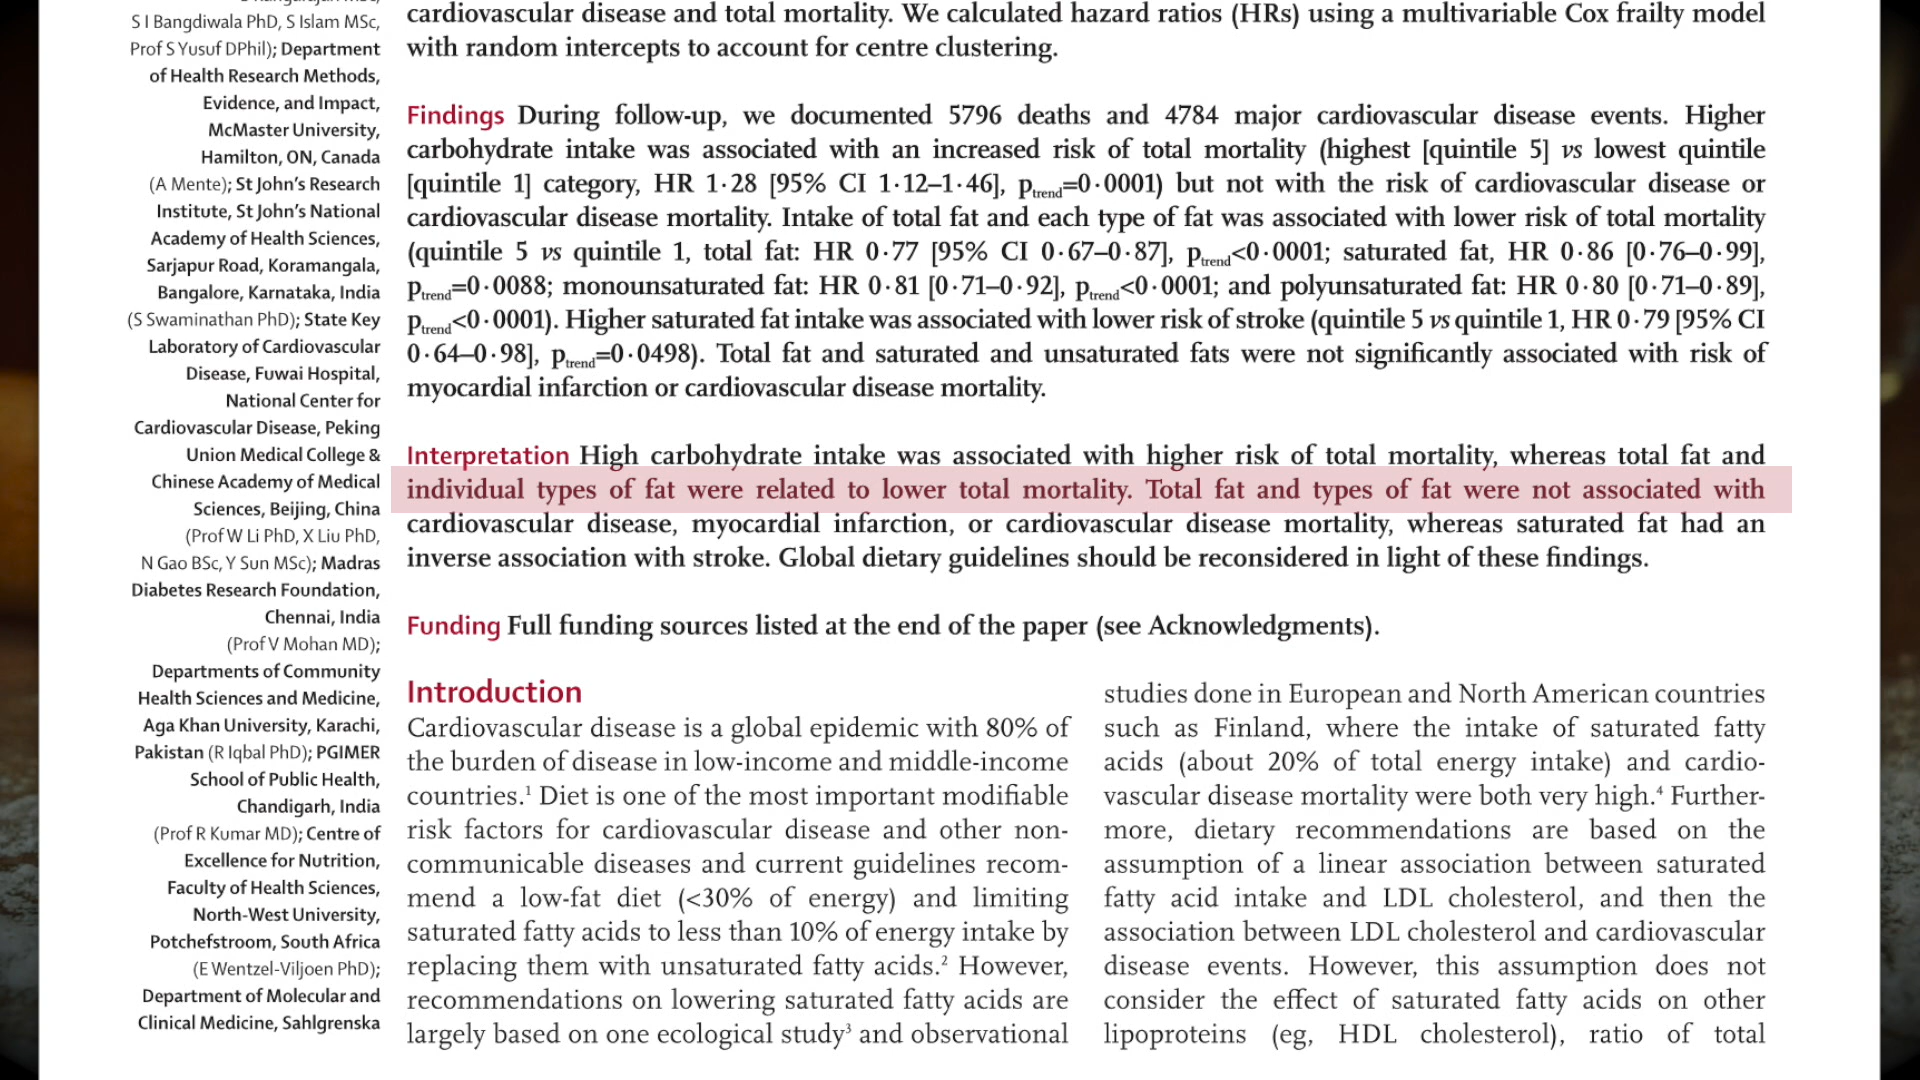 S I Bangdiwala PhD, S Islam MSc,
Prof S Yusuf DPhil); Department
of Health Research Methods,
Evidence, and Impact,
McMaster University,
Hamilton, ON, Canada
(A Mente); St John's Research
Institute, St John's National
Academy of Health Sciences,
Sarjapur Road, Koramangala,
Bangalore, Karnataka, India
(S Swaminathan PhD); State Key
Laboratory of Cardiovascular
Disease, Fuwai Hospital,
National Center for
Cardiovascular Disease, Peking
Union Medical College &
Chinese Academy of Medical
Sciences, Beijing, China
(Prof W Li PhD, X Liu PhD,
N Gao BSc, Y Sun MSc); Madras
Diabetes Research Foundation,
Chennai, India
(Prof V Mohan MD);
Departments of Community
Health Sciences and Medicine,
Aga Khan University, Karachi,
Pakistan (R Iqbal PhD); PGIMER
School of Public Health,
Chandigarh, India
(Prof R Kumar MD); Centre of
Excellence for Nutrition,
Faculty of Health Sciences,
North-West University,
Potchefstroom, South Africa
(E Wentzel-Viljoen PhD);
Department of Molecular and
Clinical Medicine, Sahlgrenska
cardiovascular disease and total mortality. We calculated hazard ratios (HRs) using a multivariable Cox frailty model
with random intercepts to account for centre clustering.
Findings During follow-up, we documented 5796 deaths and 4784 major cardiovascular disease events. Higher
carbohydrate intake was associated with an increased risk of total mortality (highest [quintile 5] vs lowest quintile
[quintile 1] category, HR 1·28 [95% CI 1·12–1·46], ptrend=0·0001) but not with the risk of cardiovascular disease or
cardiovascular disease mortality. Intake of total fat and each type of fat was associated with lower risk of total mortality
(quintile 5 vs quintile 1, total fat: HR 0·77 [95% CI 0·67–0·87], ptrend<0·0001; saturated fat, HR 0·86 [0·76–0·99],
ptrend=0·0088; monounsaturated fat: HR 0·81 [0·71–0·92], ptrend<0·0001; and polyunsaturated fat: HR 0·80 [0·71–0·89],
ptrend<0·0001). Higher saturated fat intake was associated with lower risk of stroke (quintile 5 vs quintile 1, HR 0·79 [95% CI
0·64–0·98], ptrend=0·0498). Total fat and saturated and unsaturated fats were not significantly associated with risk of
myocardial infarction or cardiovascular disease mortality.
Interpretation High carbohydrate intake was associated with higher risk of total mortality, whereas total fat and
individual types of fat were related to lower total mortality. Total fat and types of fat were not associated with
cardiovascular disease, myocardial infarction, or cardiovascular disease mortality, whereas saturated fat had an
inverse association with stroke. Global dietary guidelines should be reconsidered in light of these findings.
Funding Full funding sources listed at the end of the paper (see Acknowledgments).
Introduction
Cardiovascular disease is a global epidemic with 80% of
the burden of disease in low-income and middle-income
countries.1 Diet is one of the most important modifiable
risk factors for cardiovascular disease and other non-
communicable diseases and current guidelines recom-
mend a low-fat diet (<30% of energy) and limiting
saturated fatty acids to less than 10% of energy intake by
replacing them with unsaturated fatty acids.2 However,
recommendations on lowering saturated fatty acids are
largely based on one ecological study3 and observational
studies done in European and North American countries
such as Finland, where the intake of saturated fatty
acids (about 20% of total energy intake) and cardio-
vascular disease mortality were both very high.4 Further-
more, dietary recommendations are based on the
assumption of a linear association between saturated
fatty acid intake and LDL cholesterol, and then the
association between LDL cholesterol and cardiovascular
disease events. However, this assumption does not
consider the effect of saturated fatty acids on other
lipoproteins (eg, HDL cholesterol), ratio of total